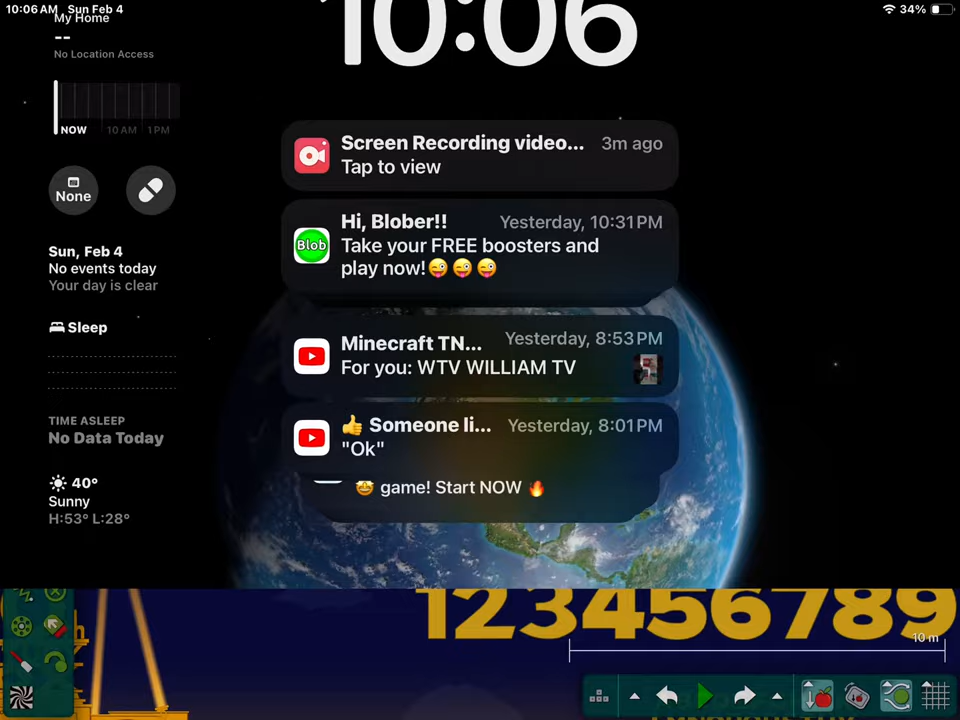 10:06 AM Sun Feb 4
34%
My Home
--
No Location Access
NOW 10 AM 1 PM
None
Sun, Feb 4
No events today
Your day is clear
Sleep
TIME ASLEEP
No Data Today
40°
Sunny
H:53° L:28°
10:06
Screen Recording video... 3m ago
Tap to view
Blob
Hi, Blober!! Yesterday, 10:31 PM
Take your FREE boosters and
play now!😜😜😜
Minecraft TN... Yesterday, 8:53 PM
For you: WTV WILLIAM TV
👍 Someone li... Yesterday, 8:01 PM
"Ok"
🤩 game! Start NOW 🔥
123456789
10 m